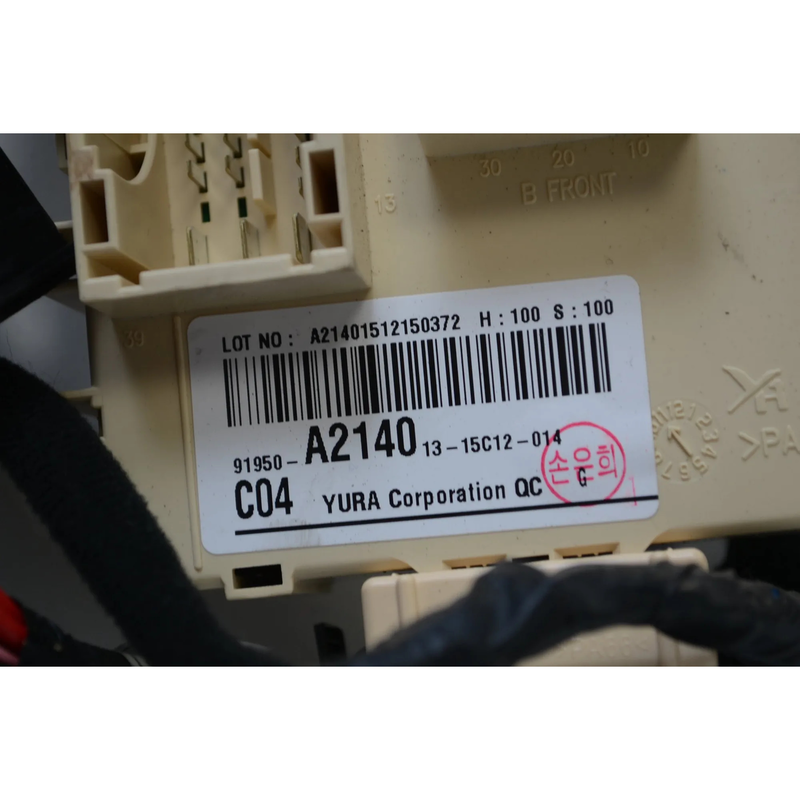 30 20 10
B FRONT
13
39
LOT NO : A21401512150372 H : 100 S : 100
91950-A2140 13-15C12-014
손유희
C04 YURA Corporation QC G
>PA